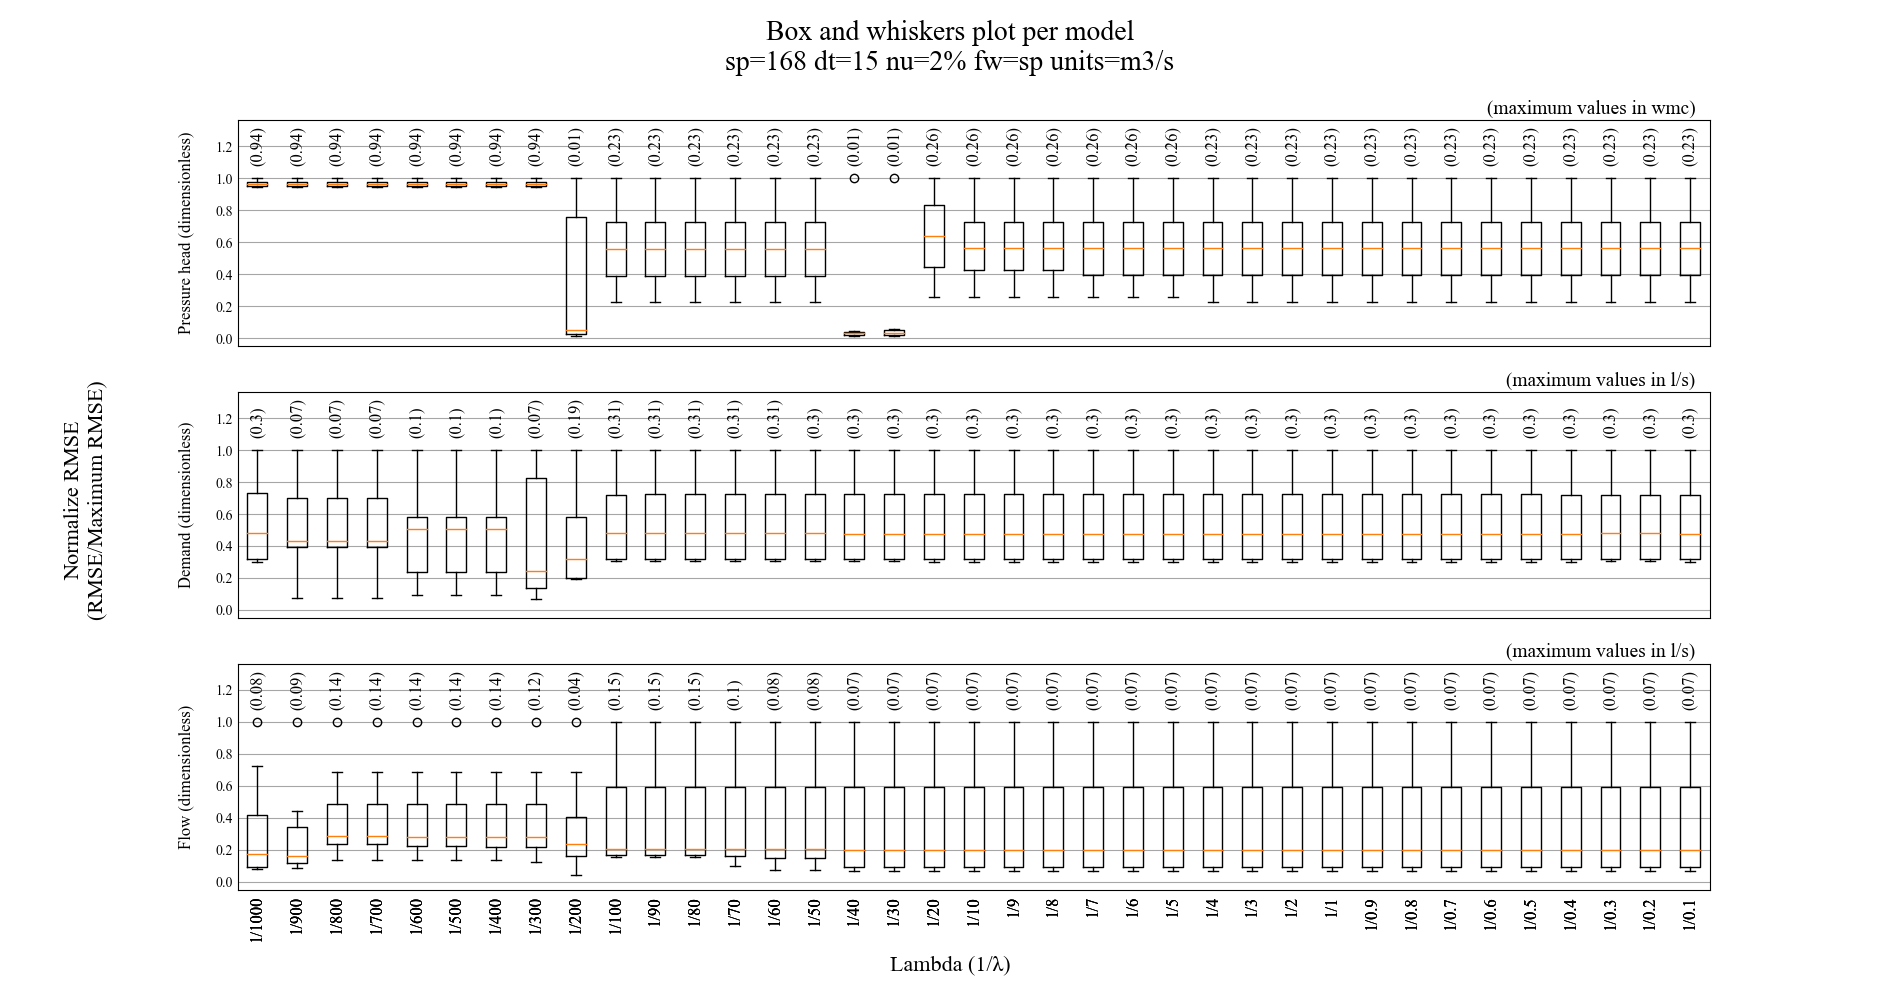 Box and whiskers plot per model
sp=168 dt=15 nu=2% fw=sp units=m3/s
(maximum values in wmc)
Pressure head (dimensionless)
1.2
1.0
0.8
0.6
0.4
0.2
0.0
(0.94) (0.94) (0.94) (0.94) (0.94) (0.94) (0.94) (0.94) (0.01) (0.23) (0.23) (0.23) (0.23) (0.23) (0.23) (0.01) (0.01) (0.26) (0.26) (0.26) (0.26) (0.26) (0.26) (0.26) (0.23) (0.23) (0.23) (0.23) (0.23) (0.23) (0.23) (0.23) (0.23) (0.23) (0.23) (0.23) (0.23)
Normalize RMSE
(RMSE/Maximum RMSE)
(maximum values in l/s)
Demand (dimensionless)
1.2
1.0
0.8
0.6
0.4
0.2
0.0
(0.3) (0.07) (0.07) (0.07) (0.1) (0.1) (0.1) (0.07) (0.19) (0.31) (0.31) (0.31) (0.31) (0.31) (0.3) (0.3) (0.3) (0.3) (0.3) (0.3) (0.3) (0.3) (0.3) (0.3) (0.3) (0.3) (0.3) (0.3) (0.3) (0.3) (0.3) (0.3) (0.3) (0.3) (0.3) (0.3) (0.3)
(maximum values in l/s)
Flow (dimensionless)
1.2
1.0
0.8
0.6
0.4
0.2
0.0
(0.08) (0.09) (0.14) (0.14) (0.14) (0.14) (0.14) (0.12) (0.04) (0.15) (0.15) (0.15) (0.1) (0.08) (0.08) (0.07) (0.07) (0.07) (0.07) (0.07) (0.07) (0.07) (0.07) (0.07) (0.07) (0.07) (0.07) (0.07) (0.07) (0.07) (0.07) (0.07) (0.07) (0.07) (0.07) (0.07) (0.07)
1/1000 1/900 1/800 1/700 1/600 1/500 1/400 1/300 1/200 1/100 1/90 1/80 1/70 1/60 1/50 1/40 1/30 1/20 1/10 1/9 1/8 1/7 1/6 1/5 1/4 1/3 1/2 1/1 1/0.9 1/0.8 1/0.7 1/0.6 1/0.5 1/0.4 1/0.3 1/0.2 1/0.1
Lambda (1/λ)